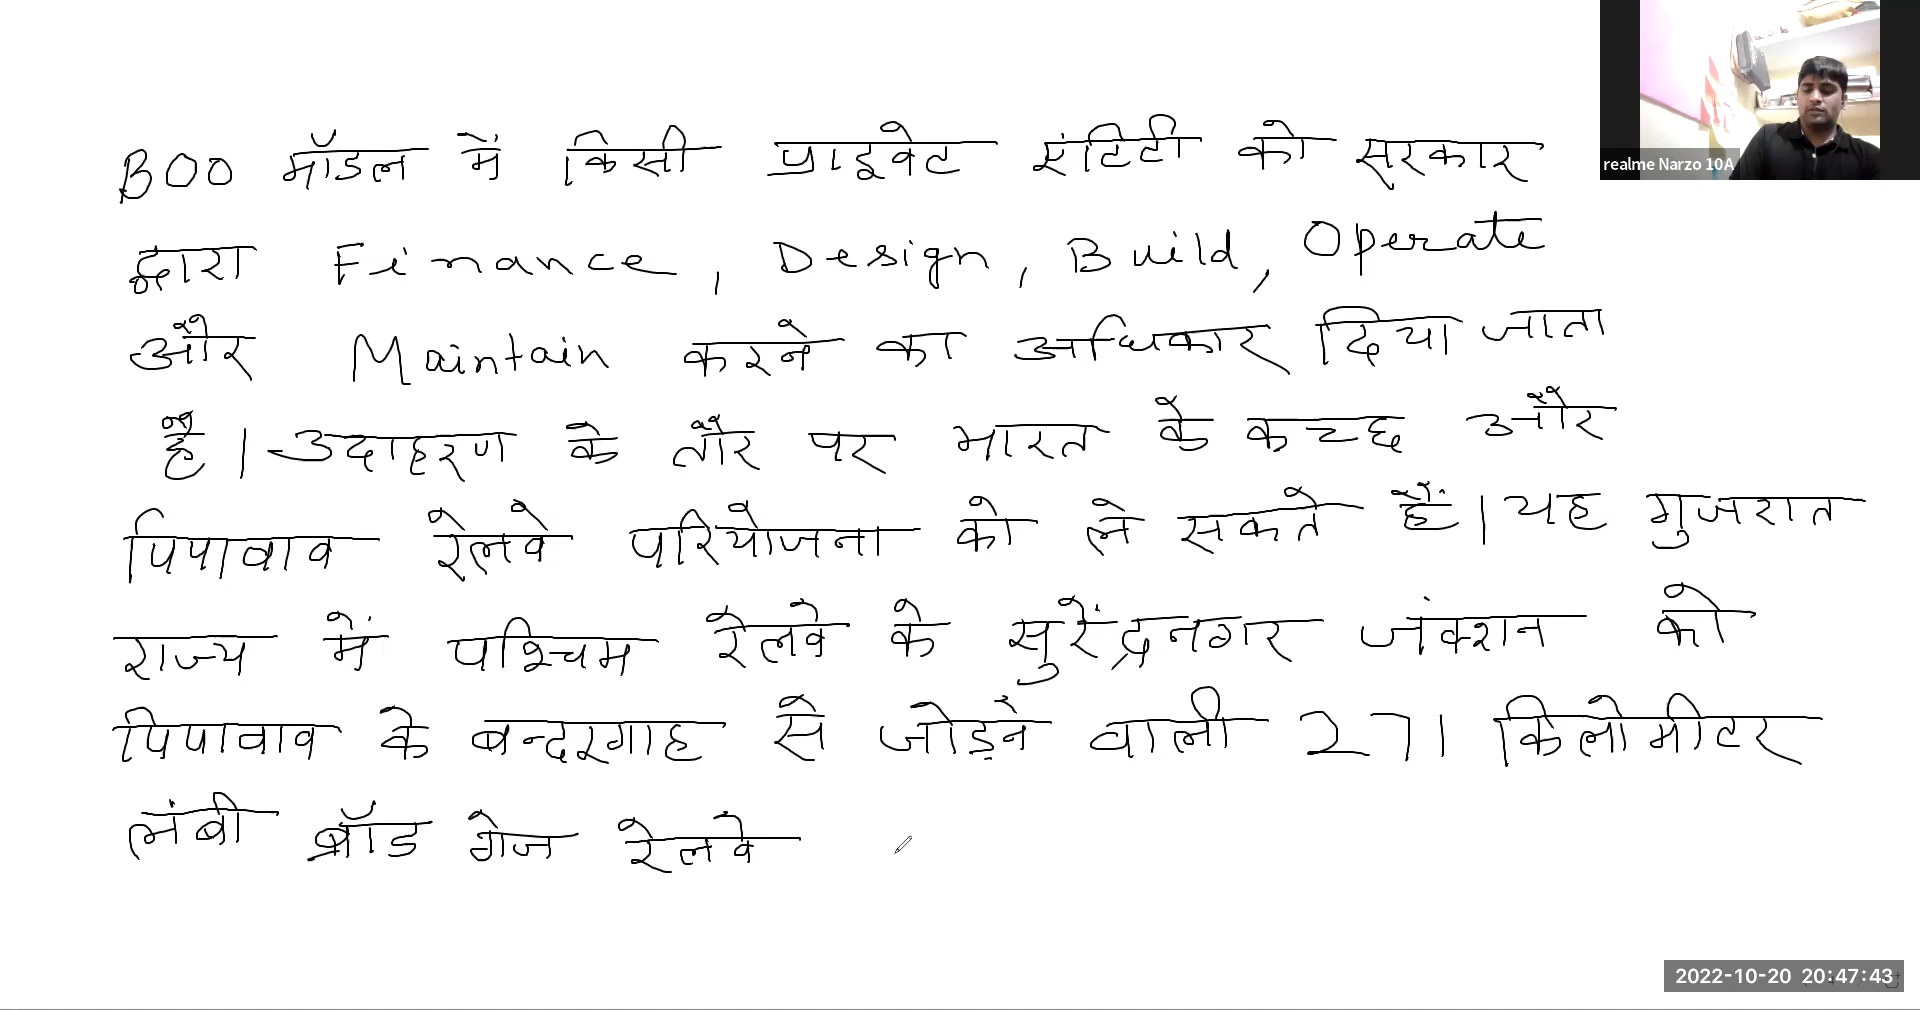 realme Narzo 10A
BOO मॉडल में किसी प्राइवेट एंटिटी को सरकार
द्वारा Finance, Design, Build, Operate
और Maintain करने का अधिकार दिया जाता
है। उदाहरण के तौर पर भारत के कच्छ और
पिपावाव रेलवे परियोजना को ले सकते हैं। यह गुजरात
राज्य में पश्चिम रेलवे के सुरेंद्रनगर जंक्शन को
पिपावाव के बन्दरगाह से जोड़ने वाली 271 किलोमीटर
लंबी ब्रॉड गेज रेलवे
2022-10-20 20:47:43